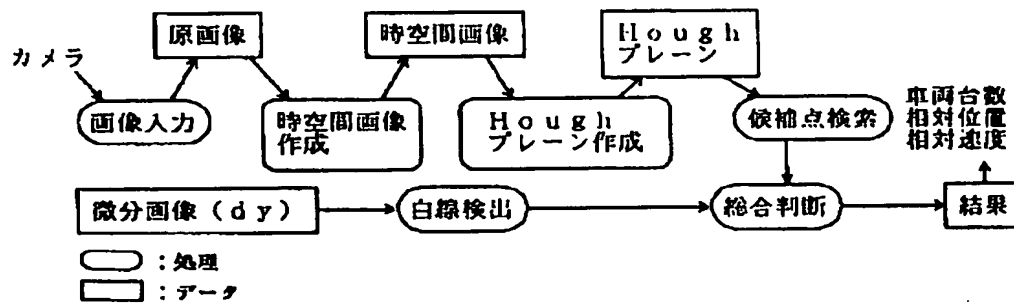 カメラ
原画像
時空間画像
Hough
プレーン
画像入力
時空間画像
作成
Hough
プレーン作成
候補点検索
車両台数
相対位置
相対速度
微分画像(dy)
白線検出
総合判断
結果
:処理
:データ